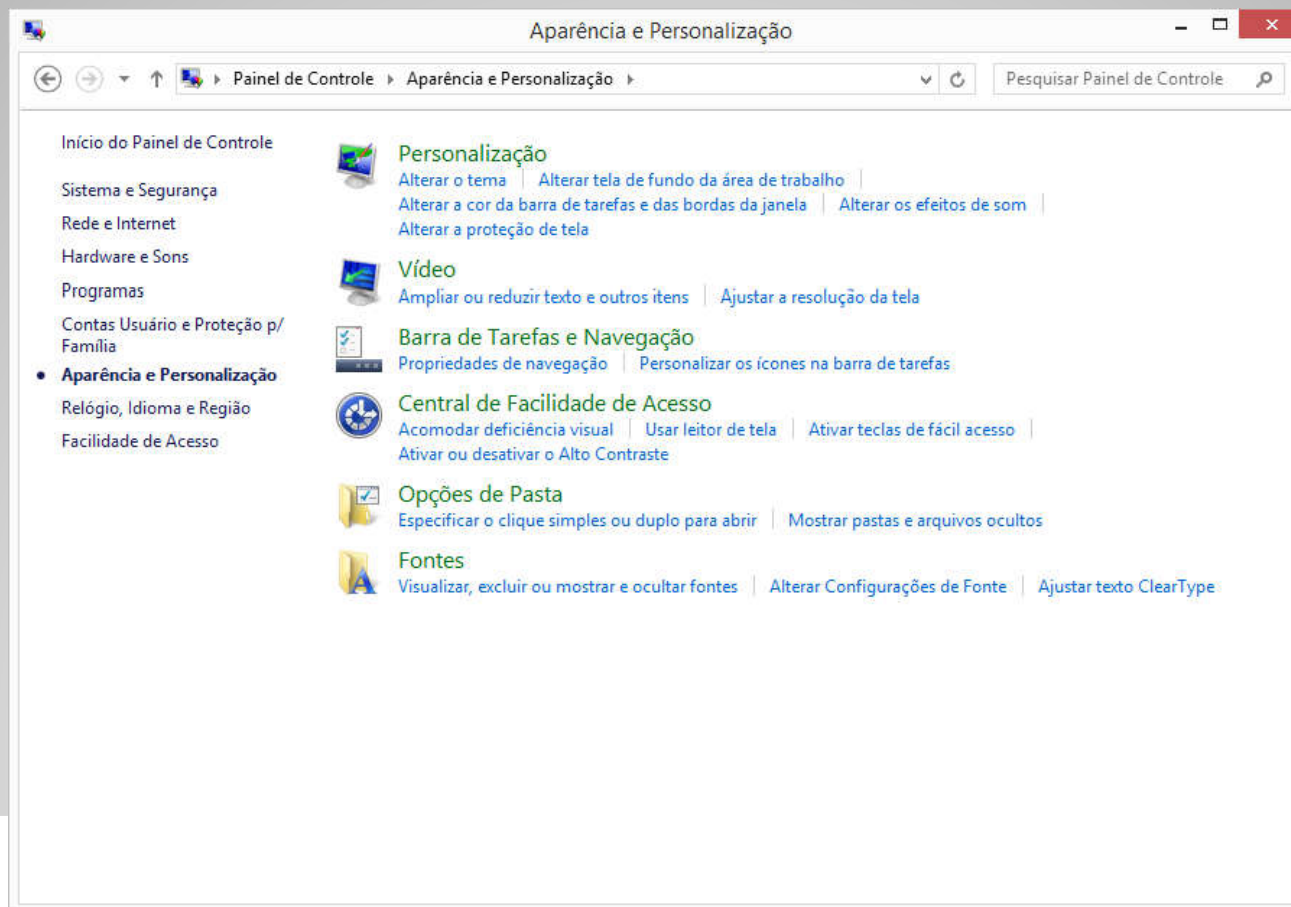 Aparência e Personalização
Painel de Controle Aparência e Personalização Pesquisar Painel de Controle
Início do Painel de Controle
Sistema e Segurança
Rede e Internet
Hardware e Sons
Programas
Contas Usuário e Proteção p/
Família
Aparência e Personalização
Relógio, Idioma e Região
Facilidade de Acesso
Personalização
Alterar o tema Alterar tela de fundo da área de trabalho
Alterar a cor da barra de tarefas e das bordas da janela Alterar os efeitos de som
Alterar a proteção de tela
Vídeo
Ampliar ou reduzir texto e outros itens Ajustar a resolução da tela
Barra de Tarefas e Navegação
Propriedades de navegação Personalizar os ícones na barra de tarefas
Central de Facilidade de Acesso
Acomodar deficiência visual Usar leitor de tela Ativar teclas de fácil acesso
Ativar ou desativar o Alto Contraste
Opções de Pasta
Especificar o clique simples ou duplo para abrir Mostrar pastas e arquivos ocultos
Fontes
Visualizar, excluir ou mostrar e ocultar fontes Alterar Configurações de Fonte Ajustar texto ClearType